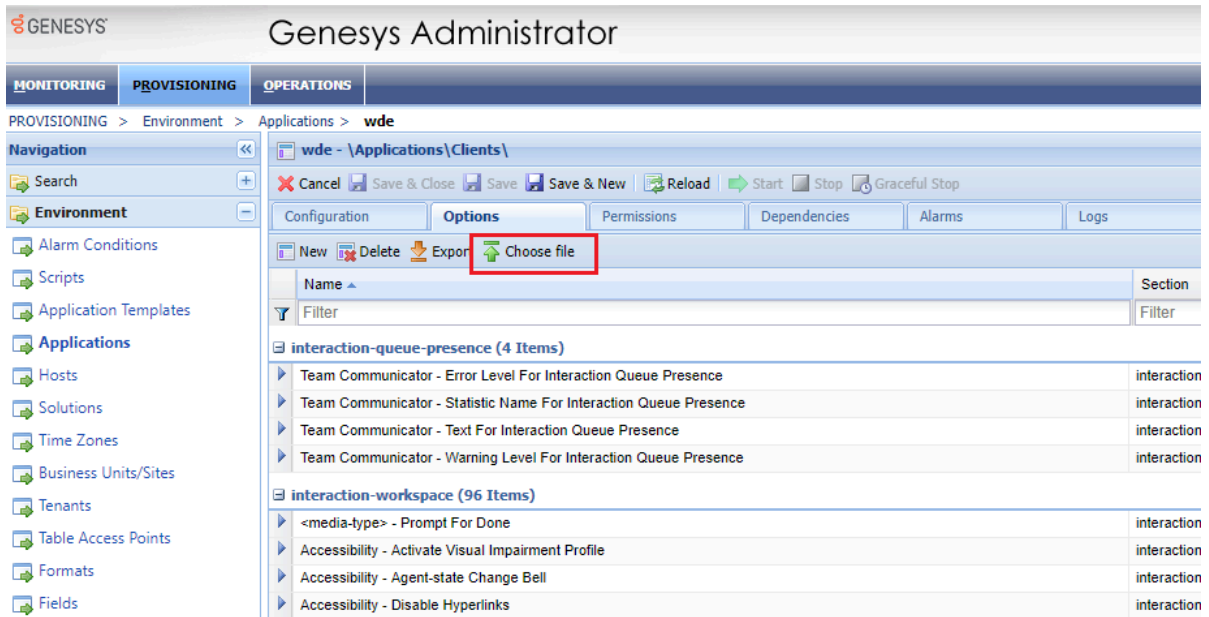 GENESYS
Genesys Administrator
MONITORING PROVISIONING OPERATIONS
PROVISIONING > Environment > Applications > wde
Navigation
wde - \Applications\Clients\
Search
Cancel Save & Close Save Save & New Reload Start Stop Graceful Stop
Environment
Configuration Options Permissions Dependencies Alarms Logs
Alarm Conditions
New Delete Export Choose file
Scripts
Name Section
Application Templates
Filter Filter
Applications
interaction-queue-presence (4 Items)
Hosts
Team Communicator - Error Level For Interaction Queue Presence interaction
Solutions
Team Communicator - Statistic Name For Interaction Queue Presence interaction
Time Zones
Team Communicator - Text For Interaction Queue Presence interaction
Business Units/Sites
Team Communicator - Warning Level For Interaction Queue Presence interaction
Tenants
interaction-workspace (96 Items)
<media-type> - Prompt For Done interaction
Table Access Points
Accessibility - Activate Visual Impairment Profile interaction
Formats
Accessibility - Agent-state Change Bell interaction
Fields
Accessibility - Disable Hyperlinks interaction